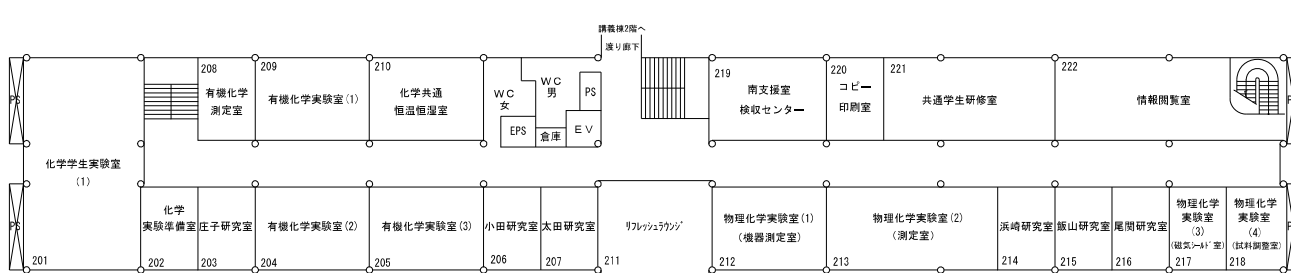 講義棟2階へ
渡り廊下
PS
化学学生実験室
(1)
201
208
有機化学
測定室
209
有機化学実験室(1)
210
化学共通
恒温恒湿室
WC
女
WC
男
PS
EPS
倉庫
EV
219
南支援室
検収センター
220
コピー
印刷室
221
共通学生研修室
222
情報閲覧室
PS
化学
実験準備室
202
庄子研究室
203
有機化学実験室(2)
204
有機化学実験室(3)
205
小田研究室
206
太田研究室
207
リフレッシュラウンジ
211
物理化学実験室(1)
(機器測定室)
212
物理化学実験室(2)
(測定室)
213
浜崎研究室
214
飯山研究室
215
尾関研究室
216
物理化学
実験室
(3)
(磁気シールド室)
217
物理化学
実験室
(4)
(試料調整室)
218